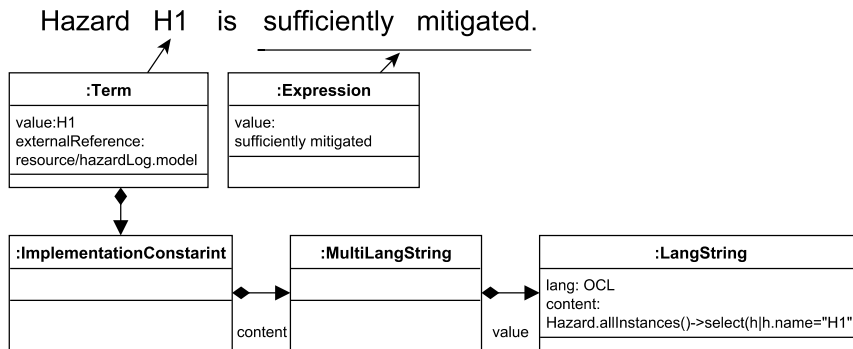 Hazard H1 is sufficiently mitigated.
:Term
value:H1
externalReference:
resource/hazardLog.model
:Expression
value:
sufficiently mitigated
:ImplementationConstarint
:MultiLangString
:LangString
lang: OCL
content:
Hazard.allInstances()->select(h|h.name="H1"
content
value